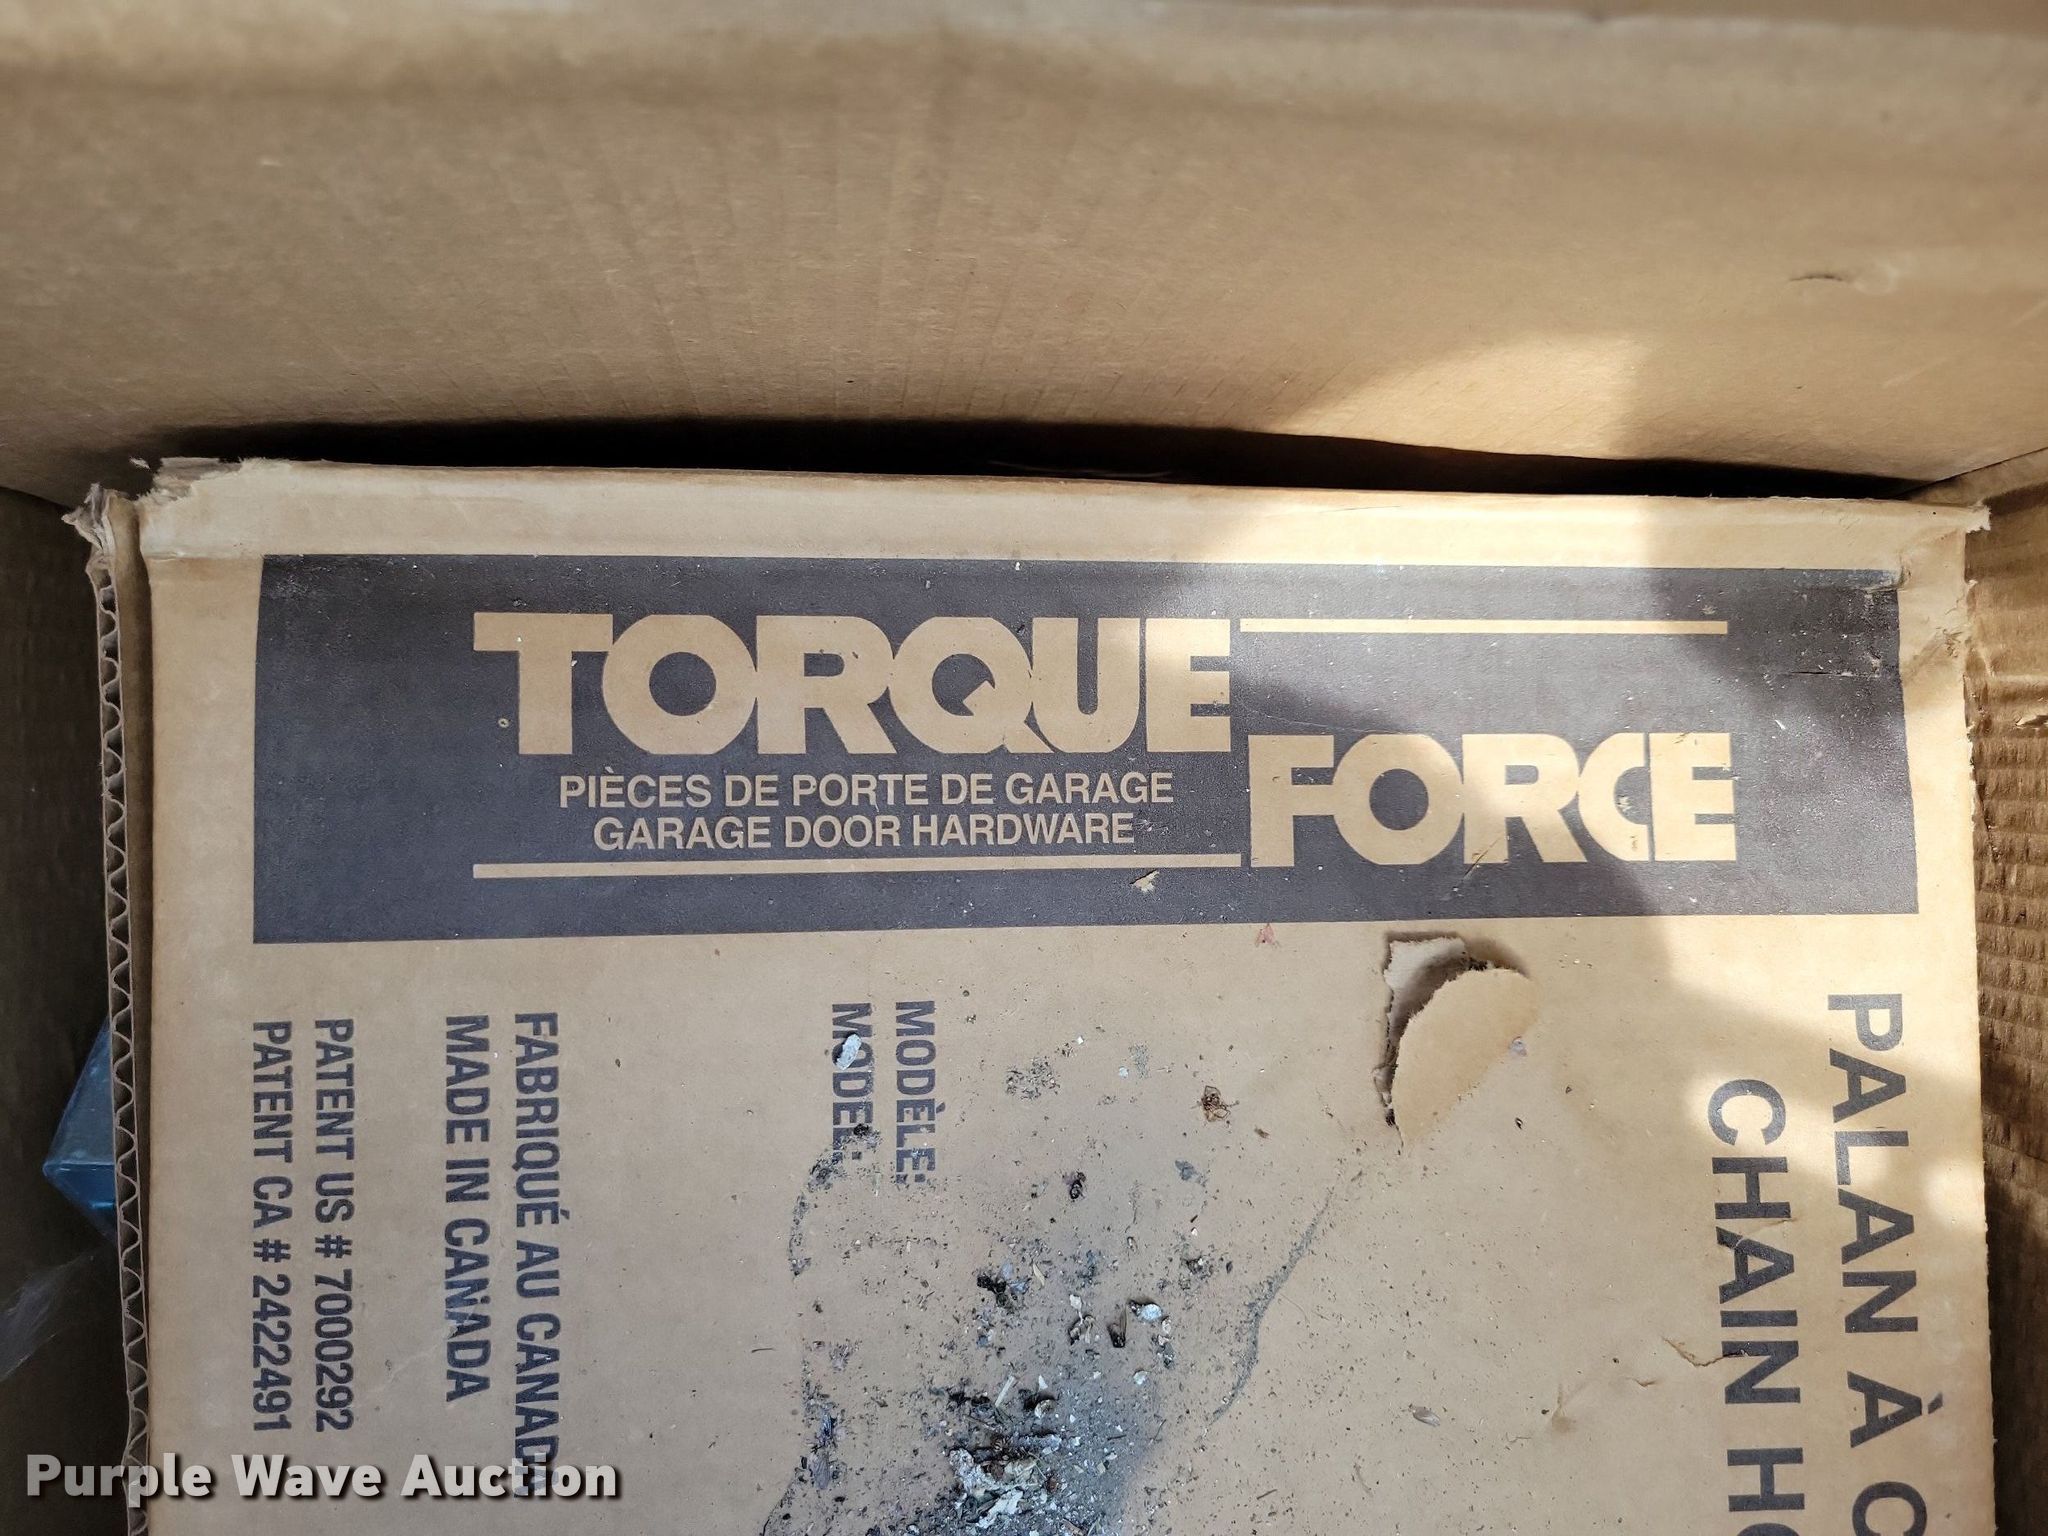 TORQUE
FORCE
PIÈCES DE PORTE DE GARAGE
GARAGE DOOR HARDWARE
PALAN À
CHAIN
MODÈLE:
MODEL:
FABRIQUÉ AU CANADA
MADE IN CANADA
PATENT US # 7000292
PATENT CA # 2422491
Purple Wave Auction